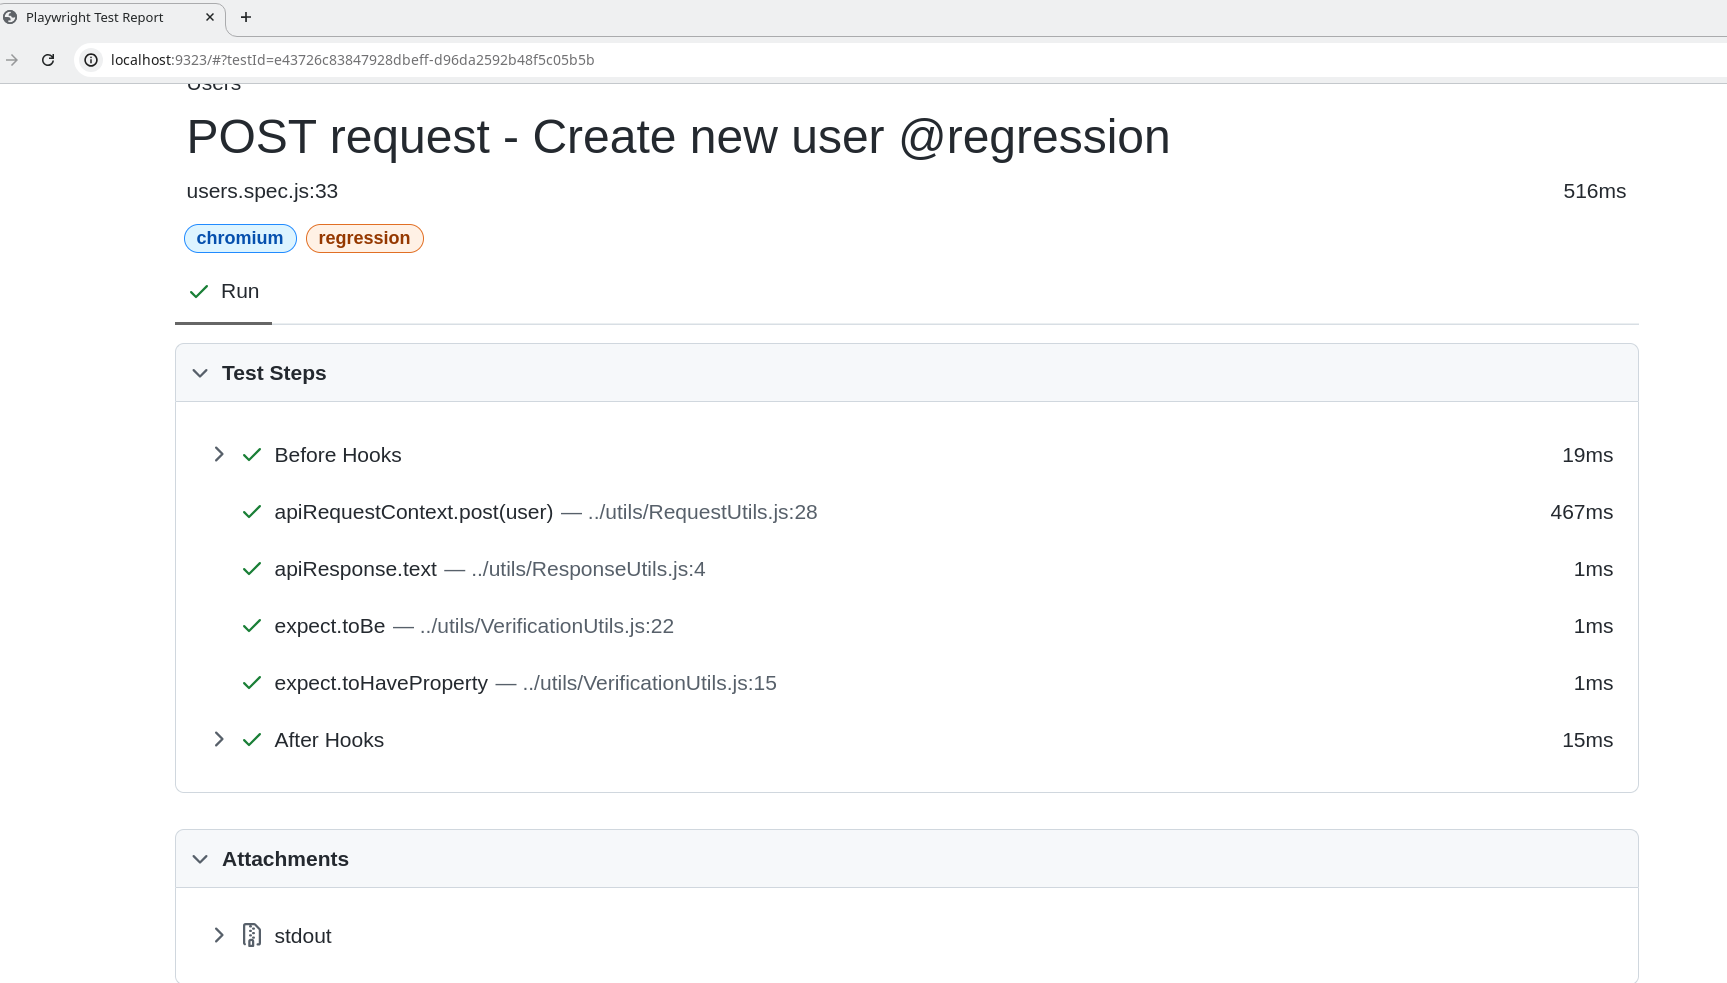 Playwright Test Report
localhost:9323/#?testId=e43726c83847928dbeff-d96da2592b48f5c05b5b
Users
POST request - Create new user @regression
users.spec.js:33 516ms
chromium regression
Run
Test Steps
Before Hooks 19ms
apiRequestContext.post(user) — ../utils/RequestUtils.js:28 467ms
apiResponse.text — ../utils/ResponseUtils.js:4 1ms
expect.toBe — ../utils/VerificationUtils.js:22 1ms
expect.toHaveProperty — ../utils/VerificationUtils.js:15 1ms
After Hooks 15ms
Attachments
stdout